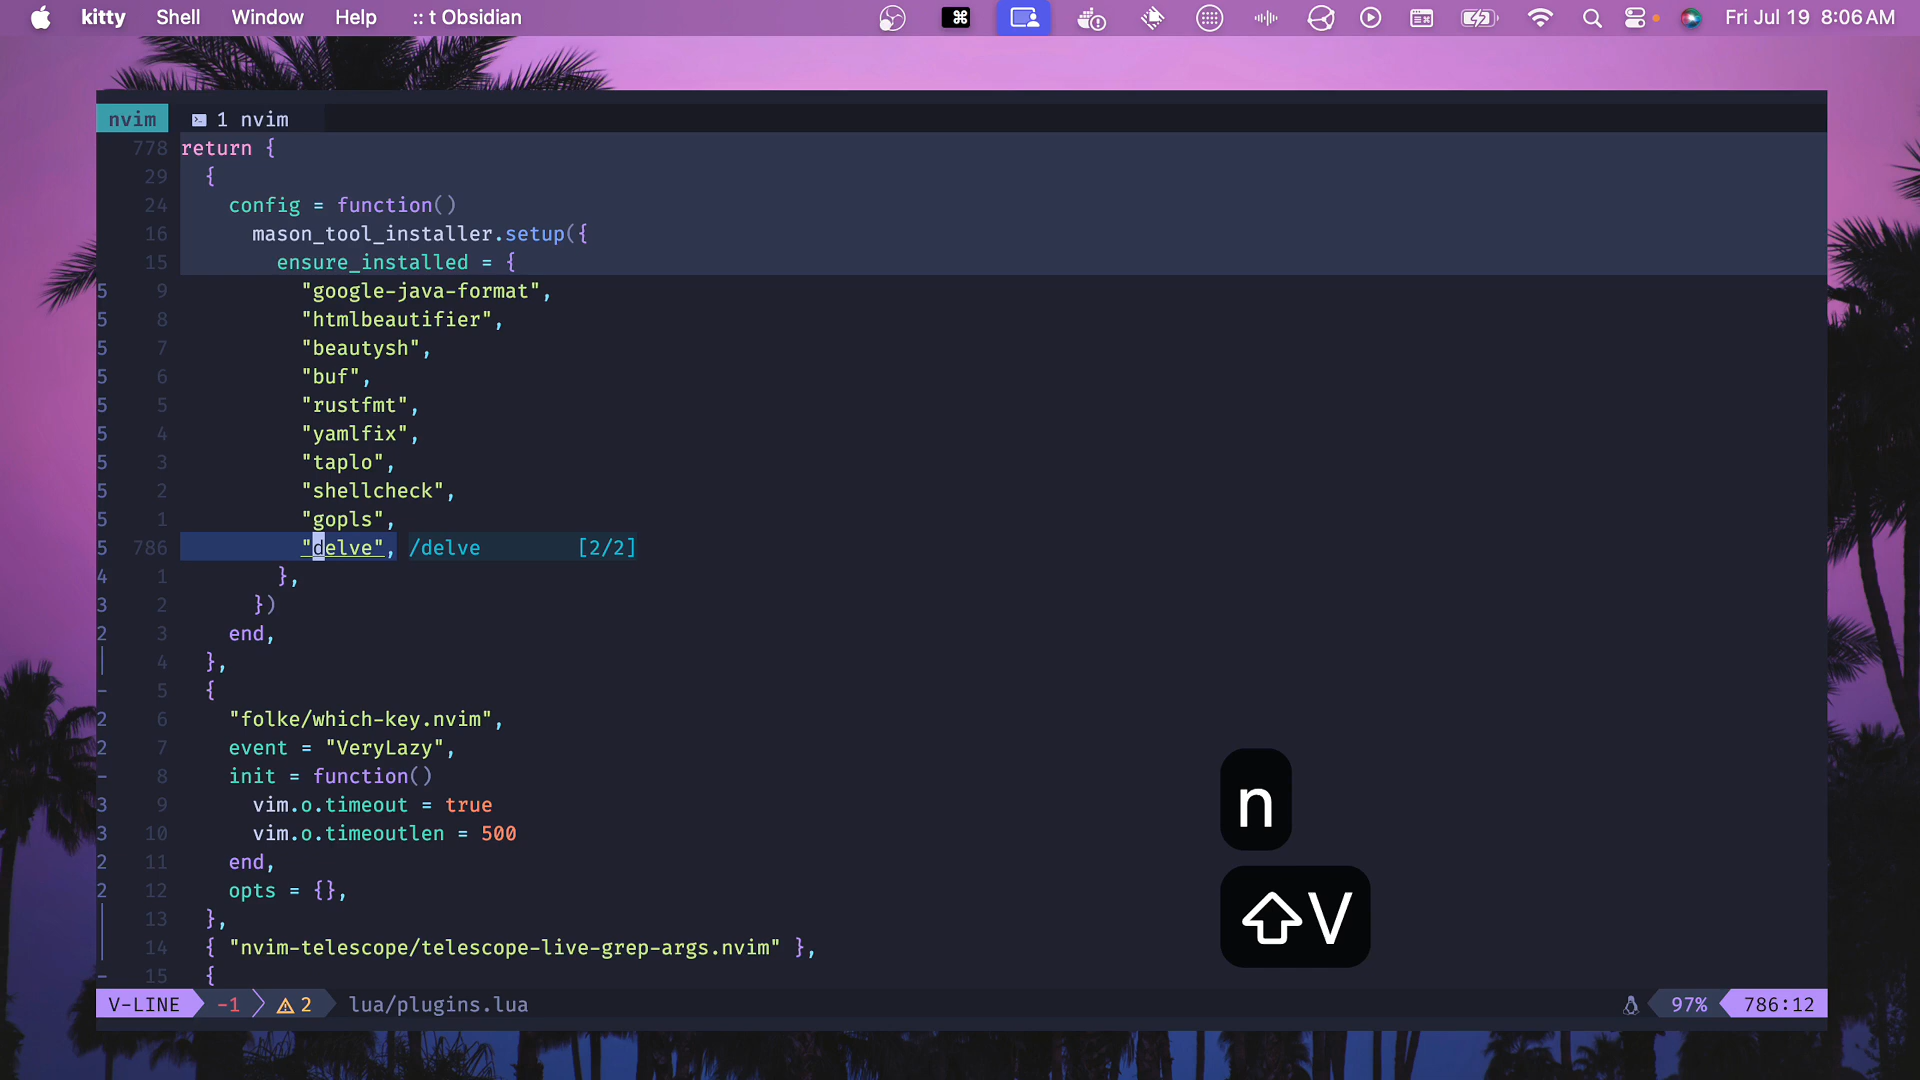 kitty Shell Window Help :: t Obsidian Fri Jul 19 8:06 AM
nvim 1 nvim
778 return {
29 {
24 config = function()
16 mason_tool_installer.setup({
15 ensure_installed = {
5 9 "google-java-format",
5 8 "htmlbeautifier",
5 7 "beautysh",
5 6 "buf",
5 5 "rustfmt",
5 4 "yamlfix",
5 3 "taplo",
5 2 "shellcheck",
5 1 "gopls",
5 786 "delve", /delve [2/2]
4 1 },
3 2 })
2 3 end,
│ 4 },
- 5 {
2 6 "folke/which-key.nvim",
2 7 event = "VeryLazy",
- 8 init = function()
3 9 vim.o.timeout = true
3 10 vim.o.timeoutlen = 500
2 11 end,
2 12 opts = {},
│ 13 },
│ 14 { "nvim-telescope/telescope-live-grep-args.nvim" },
- 15 {
n
⇧V
V-LINE -1 ⚠ 2 lua/plugins.lua 97% 786:12